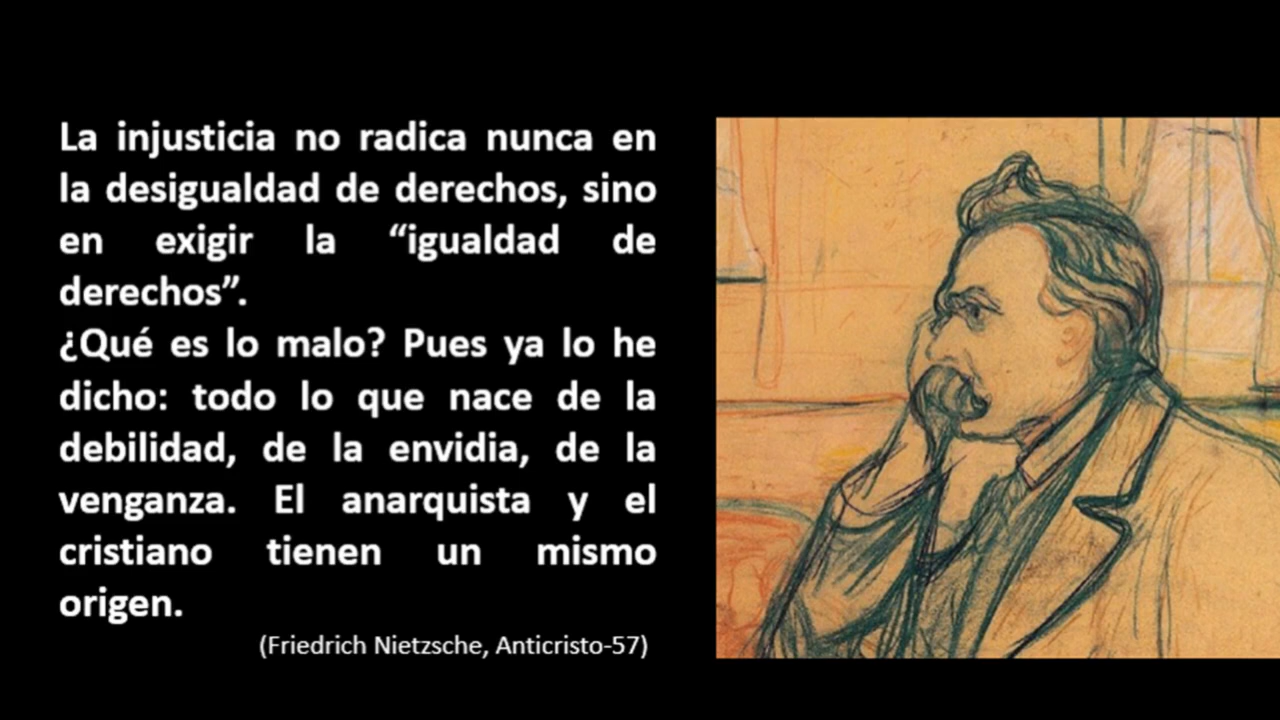 La injusticia no radica nunca en
la desigualdad de derechos, sino
en exigir la “igualdad de
derechos”.
¿Qué es lo malo? Pues ya lo he
dicho: todo lo que nace de la
debilidad, de la envidia, de la
venganza. El anarquista y el
cristiano tienen un mismo
origen.
(Friedrich Nietzsche, Anticristo-57)